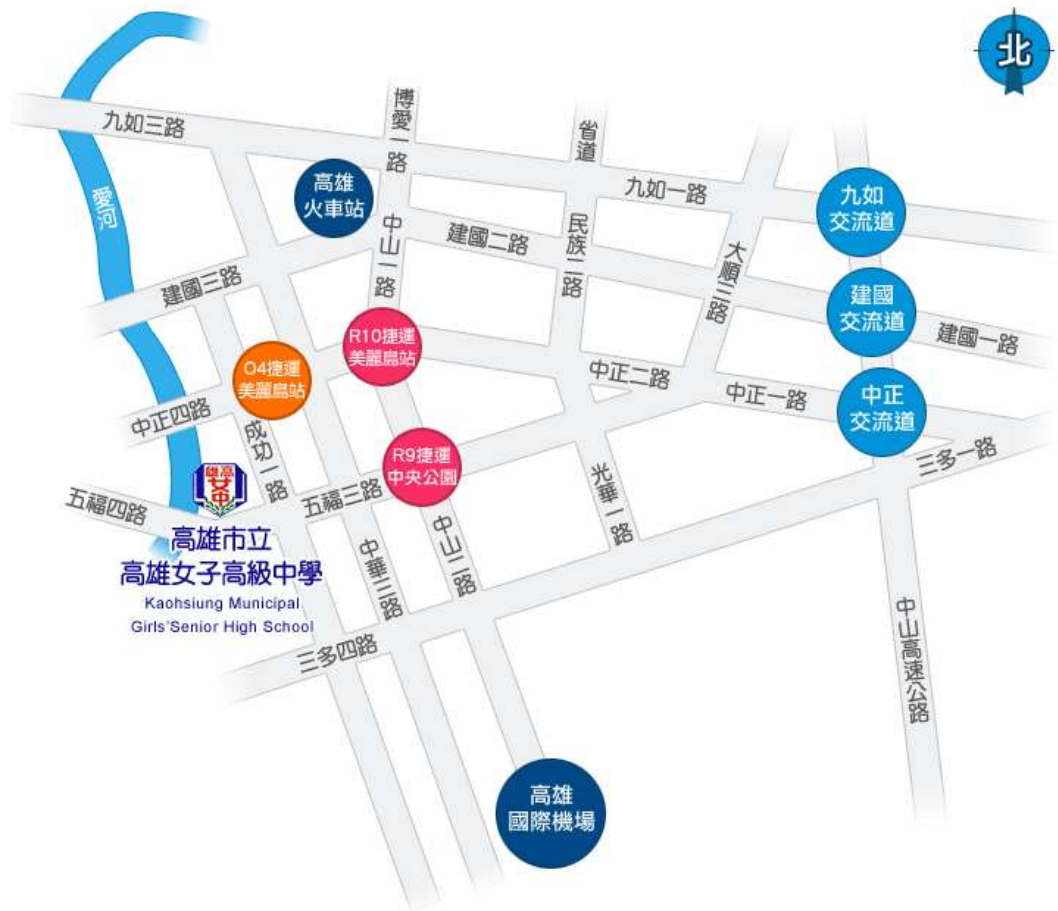 北
九如三路
博愛一路
省道
愛河
高雄
火車站
九如一路
九如
交流道
中山一路
建國二路
民族二路
大順三路
建國三路
建國
交流道
建國一路
R10捷運
美麗島站
O4捷運
美麗島站
中正二路
中正一路
中正
交流道
中正四路
成功一路
R9捷運
中央公園
三多一路
高雄
女中
五福四路
五福三路
光華一路
高雄市立
高雄女子高級中學
Kaohsiung Municipal
Girls'Senior High School
中華三路
中山二路
三多四路
中山高速公路
高雄
國際機場